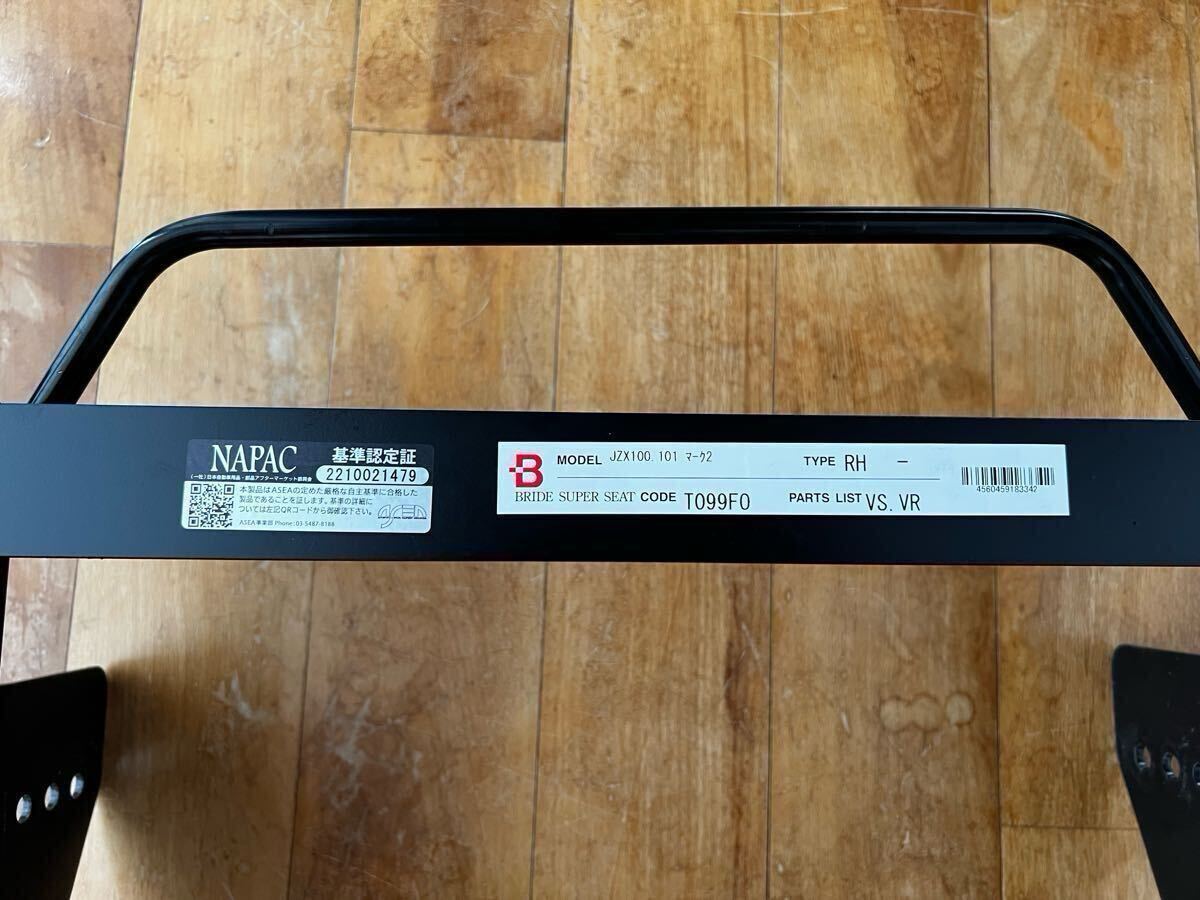 NAPAC 基準認定証
2210021479
(一社)日本自動車用品・部品アフターマーケット振興会
本製品はASEAの定めた厳格な自主基準に合格した
製品であることを証します。基準の詳細に
ついては左記QRコードから御確認下さい。
ASEA事業部 Phone:03-5487-8188
asea
B MODEL JZX100.101 マーク2 TYPE RH -
BRIDE SUPER SEAT CODE T099F0 PARTS LIST VS.VR
4560459183347